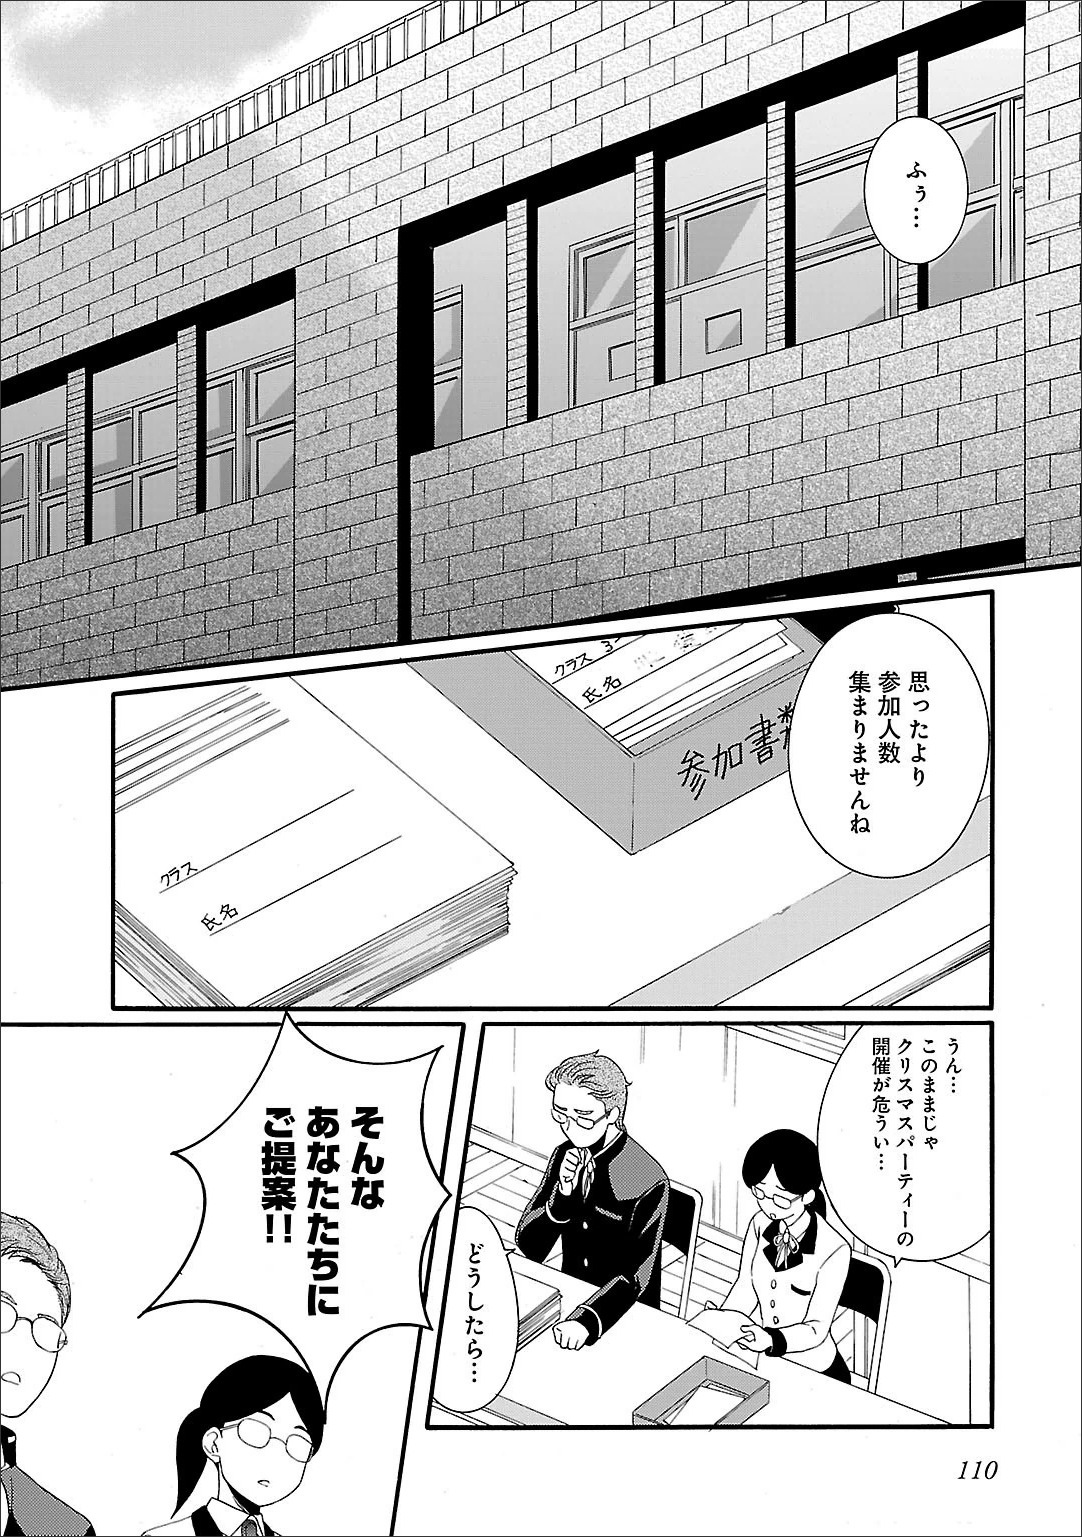 ふぅ…
思ったより
参加人数
集まりませんね
クラス 3-
氏名
参加書類
クラス
氏名
うん…
このままじゃ
クリスマスパーティーの
開催が危うい…
どうしたら…
そんな
あなたたちに
ご提案!!
110